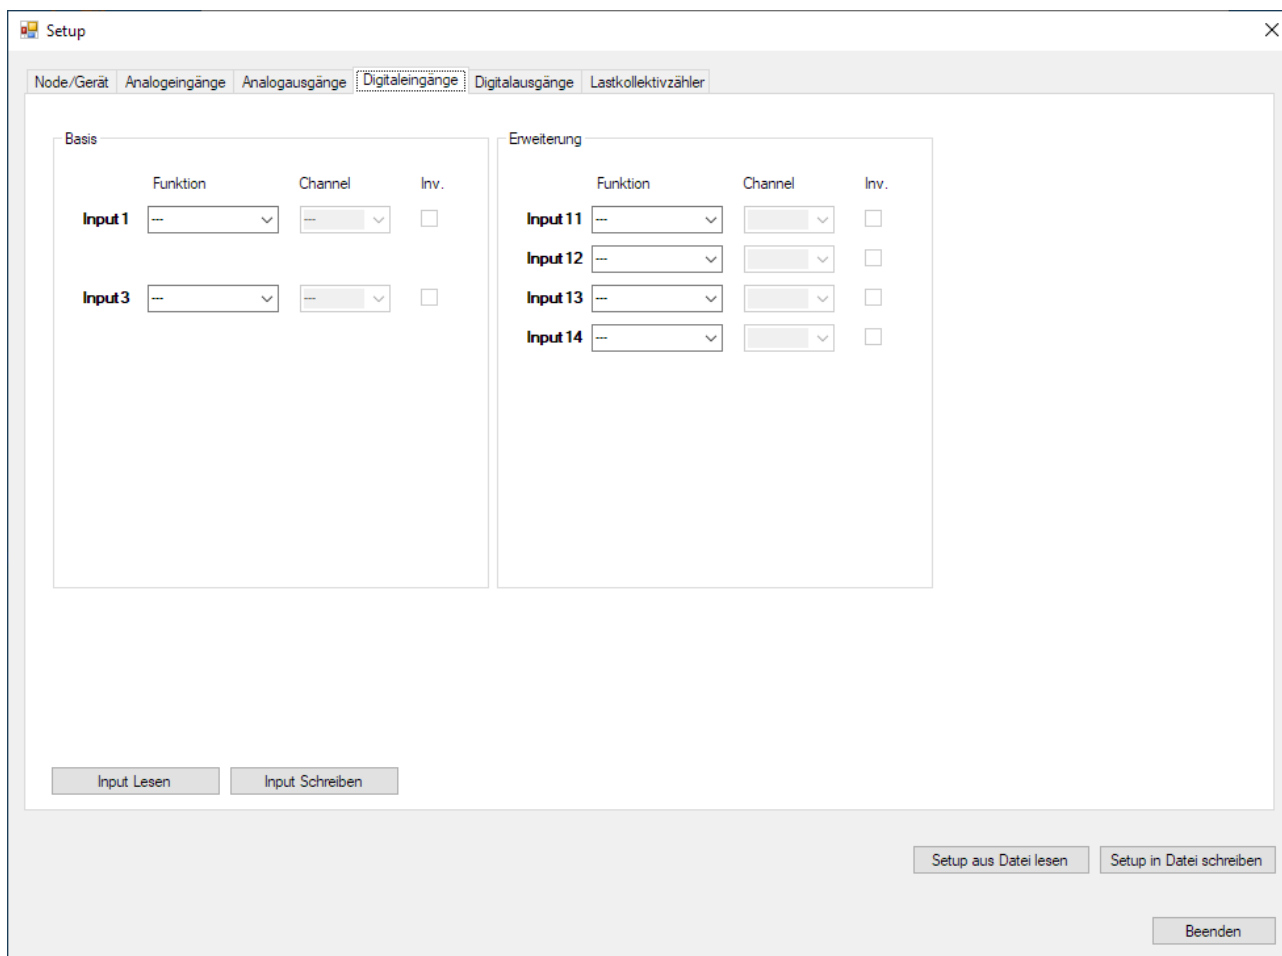 Setup
Node/Gerät Analogeingänge Analogausgänge Digitaleingänge Digitalausgänge Lastkollektivzähler
Basis
Funktion Channel Inv.
Input 1 --- ---
Input 3 --- ---
Erweiterung
Funktion Channel Inv.
Input 11 ---
Input 12 ---
Input 13 ---
Input 14 ---
Input Lesen Input Schreiben
Setup aus Datei lesen Setup in Datei schreiben
Beenden